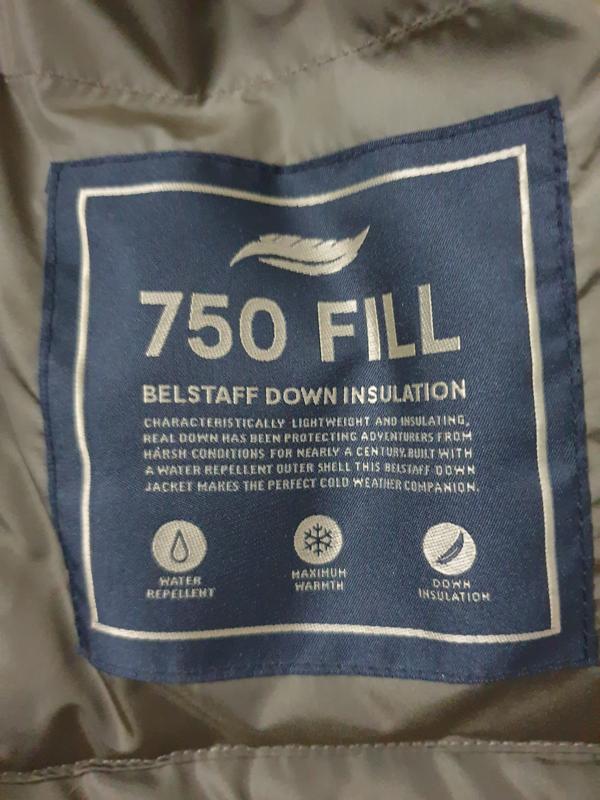 750 FILL
BELSTAFF DOWN INSULATION
CHARACTERISTICALLY LIGHTWEIGHT AND INSULATING,
REAL DOWN HAS BEEN PROTECTING ADVENTURERS FROM
HARSH CONDITIONS FOR NEARLY A CENTURY.BUILT WITH
A WATER REPELLENT OUTER SHELL THIS BELSTAFF DOWN
JACKET MAKES THE PERFECT COLD WEATHER COMPANION.
WATER
REPELLENT
MAXIMUM
WARMTH
DOWN
INSULATION